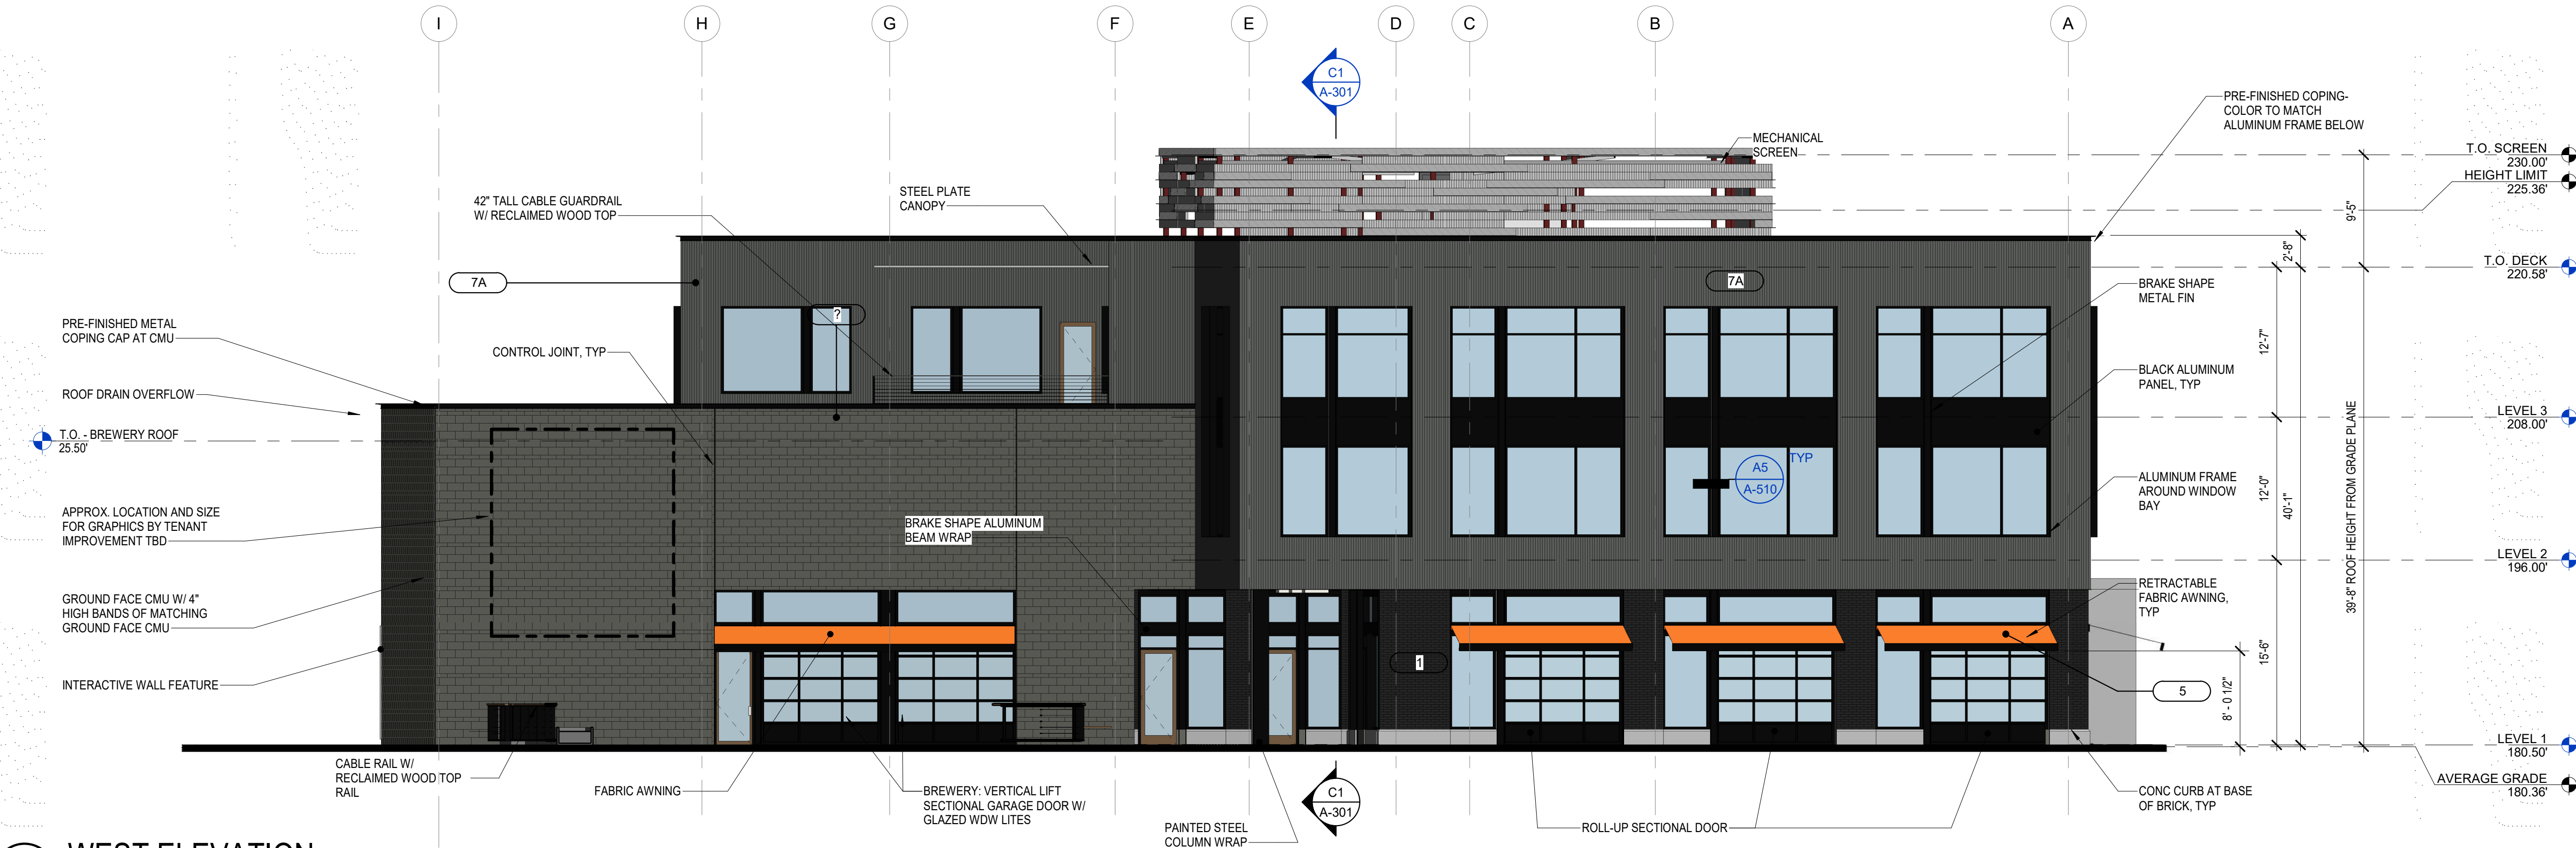 I
H
G
F
E
D
C
B
A
C1
A-301
PRE-FINISHED COPING-
COLOR TO MATCH
ALUMINUM FRAME BELOW
MECHANICAL
SCREEN
T.O. SCREEN
230.00'
HEIGHT LIMIT
225.36'
9'-5"
STEEL PLATE
CANOPY
42" TALL CABLE GUARDRAIL
W/ RECLAIMED WOOD TOP
2'-8"
T.O. DECK
220.58'
7A
7A
BRAKE SHAPE
METAL FIN
?
PRE-FINISHED METAL
COPING CAP AT CMU
CONTROL JOINT, TYP
12'-7"
BLACK ALUMINUM
PANEL, TYP
ROOF DRAIN OVERFLOW
LEVEL 3
208.00'
T.O. - BREWERY ROOF
25.50'
A5
A-510
TYP
ALUMINUM FRAME
AROUND WINDOW
BAY
12'-0"
40'-1"
39'-8" ROOF HEIGHT FROM GRADE PLANE
APPROX. LOCATION AND SIZE
FOR GRAPHICS BY TENANT
IMPROVEMENT TBD
BRAKE SHAPE ALUMINUM
BEAM WRAP
LEVEL 2
196.00'
RETRACTABLE
FABRIC AWNING,
TYP
GROUND FACE CMU W/ 4"
HIGH BANDS OF MATCHING
GROUND FACE CMU
15'-6"
1
INTERACTIVE WALL FEATURE
5
8' - 0 1/2"
LEVEL 1
180.50'
AVERAGE GRADE
180.36'
CABLE RAIL W/
RECLAIMED WOOD TOP
RAIL
FABRIC AWNING
BREWERY: VERTICAL LIFT
SECTIONAL GARAGE DOOR W/
GLAZED WDW LITES
C1
A-301
CONC CURB AT BASE
OF BRICK, TYP
PAINTED STEEL
COLUMN WRAP
ROLL-UP SECTIONAL DOOR
WEST ELEVATION